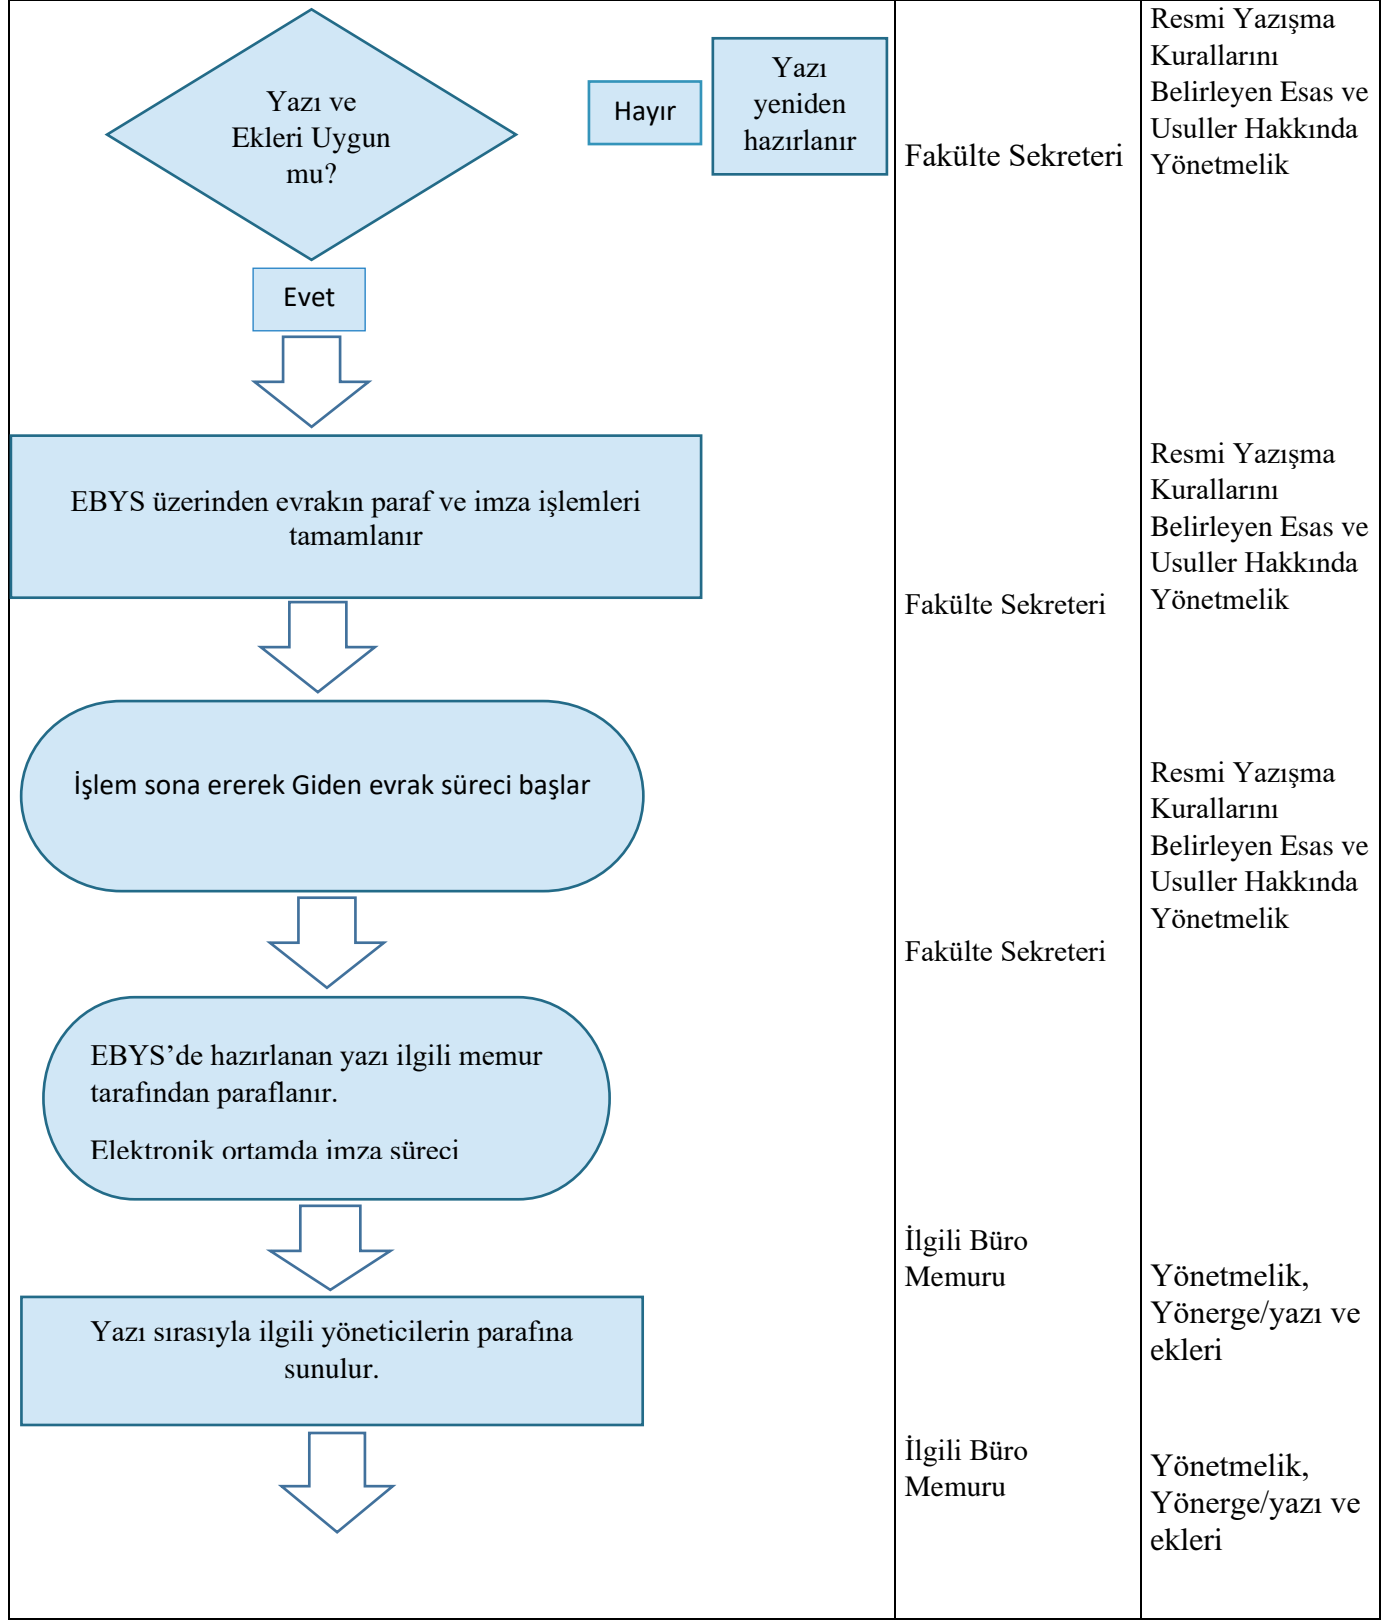 Yazı ve
Ekleri Uygun
mu?
Hayır
Yazı
yeniden
hazırlanır
Fakülte Sekreteri
Resmi Yazışma
Kurallarını
Belirleyen Esas ve
Usuller Hakkında
Yönetmelik
Evet
EBYS üzerinden evrakın paraf ve imza işlemleri
tamamlanır
Fakülte Sekreteri
Resmi Yazışma
Kurallarını
Belirleyen Esas ve
Usuller Hakkında
Yönetmelik
İşlem sona ererek Giden evrak süreci başlar
Fakülte Sekreteri
Resmi Yazışma
Kurallarını
Belirleyen Esas ve
Usuller Hakkında
Yönetmelik
EBYS’de hazırlanan yazı ilgili memur
tarafından paraflanır.
Elektronik ortamda imza süreci
İlgili Büro
Memuru
Yönetmelik,
Yönerge/yazı ve
ekleri
Yazı sırasıyla ilgili yöneticilerin parafına
sunulur.
İlgili Büro
Memuru
Yönetmelik,
Yönerge/yazı ve
ekleri